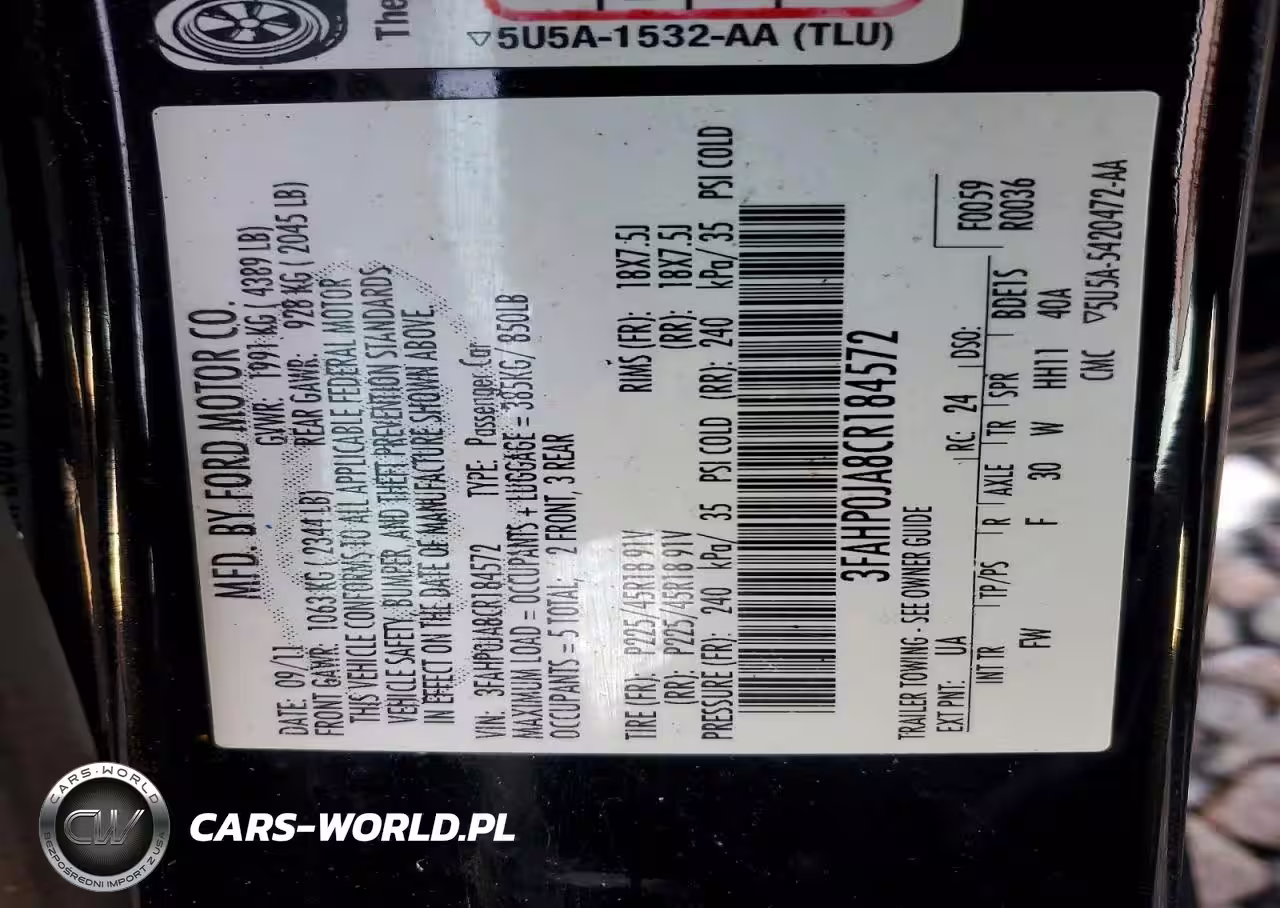 The
▽5U5A-1532-AA (TLU)
MFD. BY FORD MOTOR CO.
DATE: 09/11 GVWR: 1991 KG ( 4389 LB)
FRONT GAWR: 1063 KG ( 2344 LB) REAR GAWR: 928 KG ( 2045 LB)
THIS VEHICLE CONFORMS TO ALL APPLICABLE FEDERAL MOTOR
VEHICLE SAFETY, BUMPER, AND THEFT PREVENTION STANDARDS
IN EFFECT ON THE DATE OF MANUFACTURE SHOWN ABOVE.
VIN: 3FAHP0JA8CR184572 TYPE: Passenger Car
MAXIMUM LOAD = OCCUPANTS + LUGGAGE = 385KG/ 850LB
OCCUPANTS = 5 TOTAL, 2 FRONT, 3 REAR
TIRE (FR): P225/45R18 91V RIMS (FR): 18X7.5J
(RR): P225/45R18 91V (RR): 18X7.5J
PRESSURE (FR): 240 kPa/ 35 PSI COLD (RR): 240 kPa/ 35 PSI COLD
3FAHP0JA8CR184572
TRAILER TOWING - SEE OWNER GUIDE
F0059
EXT PNT: UA RC: 24 DSO:
R0036
INT TR TP/PS R AXLE TR SPR BDE1S
FW F 30 W HH11 40A
CMC ▽5U5A-5420472-AA
CARS-WORLD
CW
BEZPOŚREDNI IMPORT Z USA
CARS-WORLD.PL